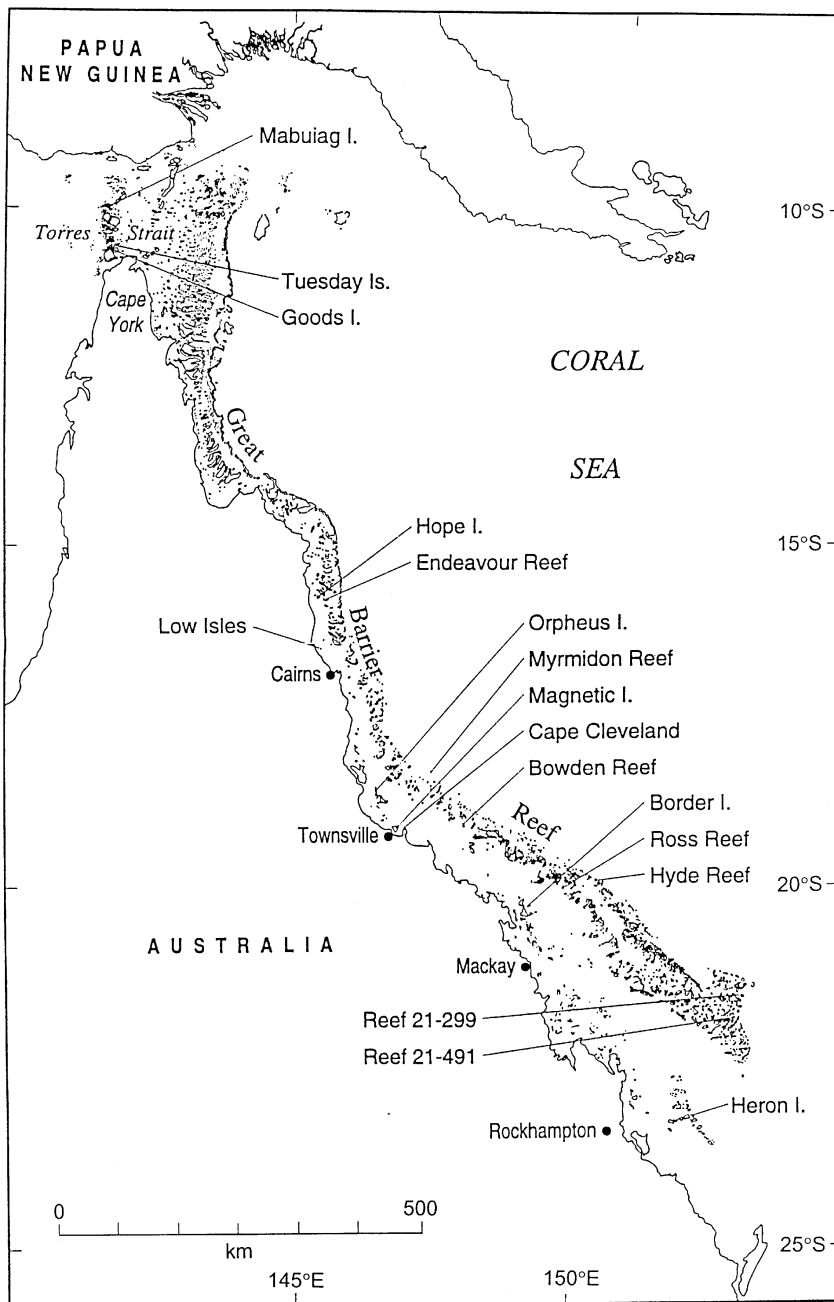 PAPUA
NEW GUINEA
Mabuiag I.
10°S
Torres Strait
Tuesday Is.
Cape
York
Goods I.
CORAL
SEA
Great
Hope I.
15°S
Endeavour Reef
Barrier
Low Isles
Orpheus I.
Myrmidon Reef
Cairns
Magnetic I.
Cape Cleveland
Bowden Reef
Border I.
Reef
Townsville
Ross Reef
Hyde Reef
20°S
AUSTRALIA
Mackay
Reef 21-299
Reef 21-491
Heron I.
Rockhampton
0 500
km
25°S
145°E 150°E